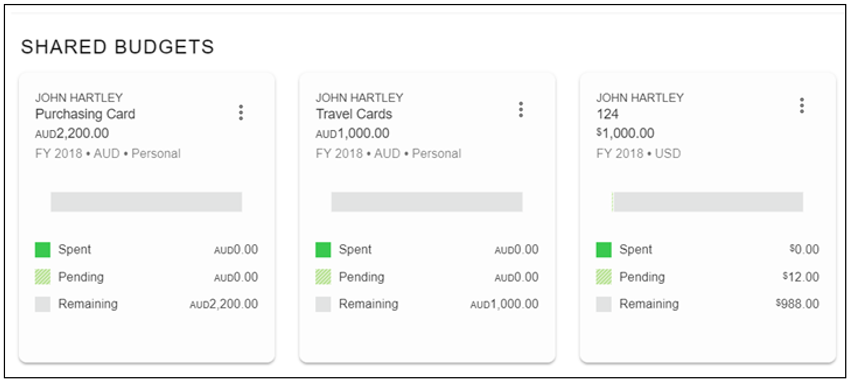 SHARED BUDGETS
JOHN HARTLEY
Purchasing Card
AUD2,200.00
FY 2018 • AUD • Personal
Spent AUD0.00
Pending AUD0.00
Remaining AUD2,200.00
JOHN HARTLEY
Travel Cards
AUD1,000.00
FY 2018 • AUD • Personal
Spent AUD0.00
Pending AUD0.00
Remaining AUD1,000.00
JOHN HARTLEY
124
$1,000.00
FY 2018 • USD
Spent $0.00
Pending $12.00
Remaining $988.00